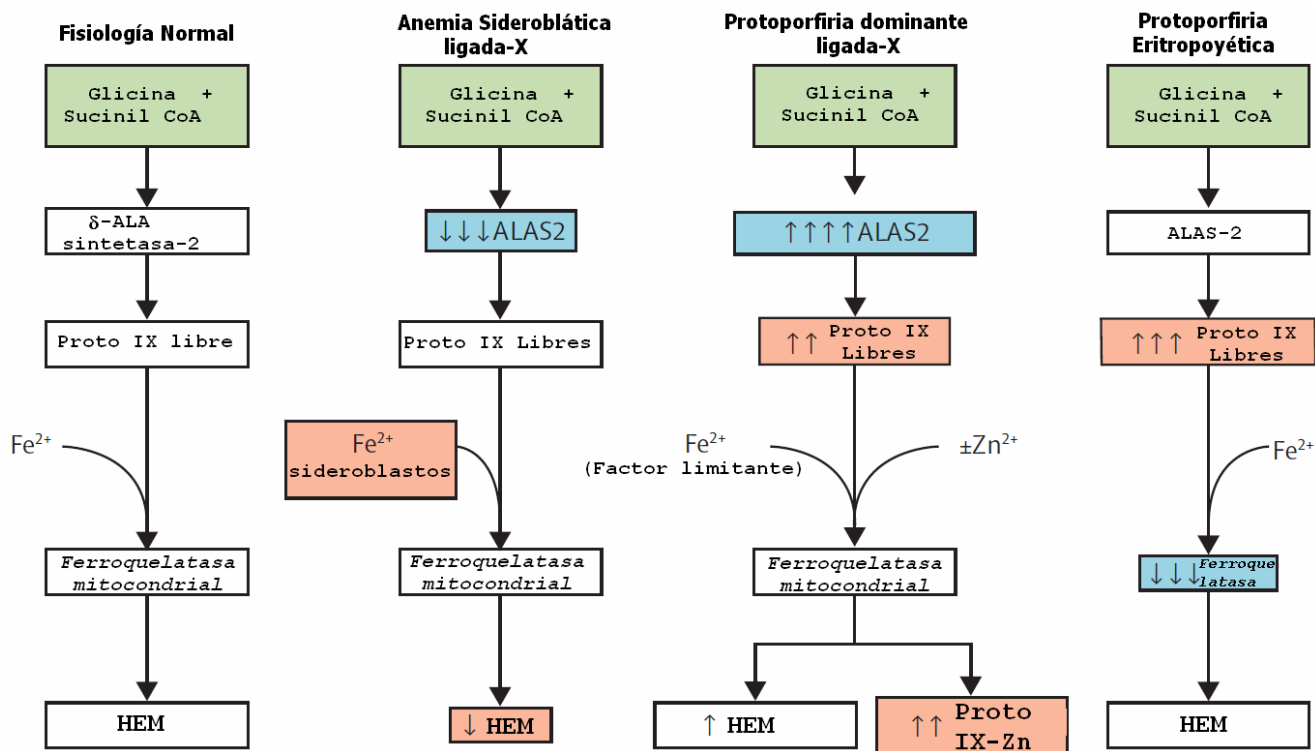 Fisiología Normal
Glicina +
Sucinil CoA
δ-ALA
sintetasa-2
Proto IX libre
Fe2+
Ferroquelatasa
mitocondrial
HEM
Anemia Sideroblática
ligada-X
Glicina +
Sucinil CoA
↓↓↓ALAS2
Proto IX Libres
Fe2+
sideroblastos
Ferroquelatasa
mitocondrial
↓ HEM
Protoporfiria dominante
ligada-X
Glicina +
Sucinil CoA
↑↑↑↑ALAS2
↑↑ Proto IX
Libres
Fe2+
(Factor limitante)
±Zn2+
Ferroquelatasa
mitocondrial
↑ HEM
↑↑ Proto
IX-Zn
Protoporfiria
Eritropoyética
Glicina +
Sucinil CoA
ALAS-2
↑↑↑ Proto IX
Libres
Fe2+
↓↓↓Ferroque
latasa
HEM